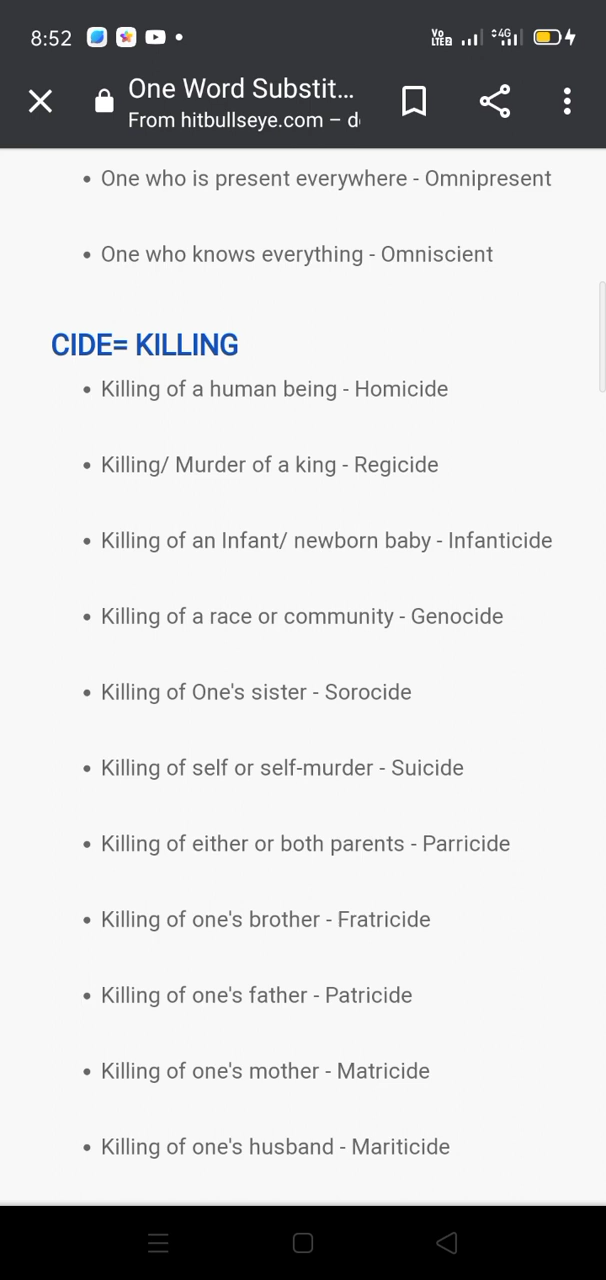 8:52
Vo LTE2 4G
One Word Substit...
From hitbullseye.com – d
One who is present everywhere - Omnipresent
One who knows everything - Omniscient
CIDE= KILLING
Killing of a human being - Homicide
Killing/ Murder of a king - Regicide
Killing of an Infant/ newborn baby - Infanticide
Killing of a race or community - Genocide
Killing of One's sister - Sorocide
Killing of self or self-murder - Suicide
Killing of either or both parents - Parricide
Killing of one's brother - Fratricide
Killing of one's father - Patricide
Killing of one's mother - Matricide
Killing of one's husband - Mariticide